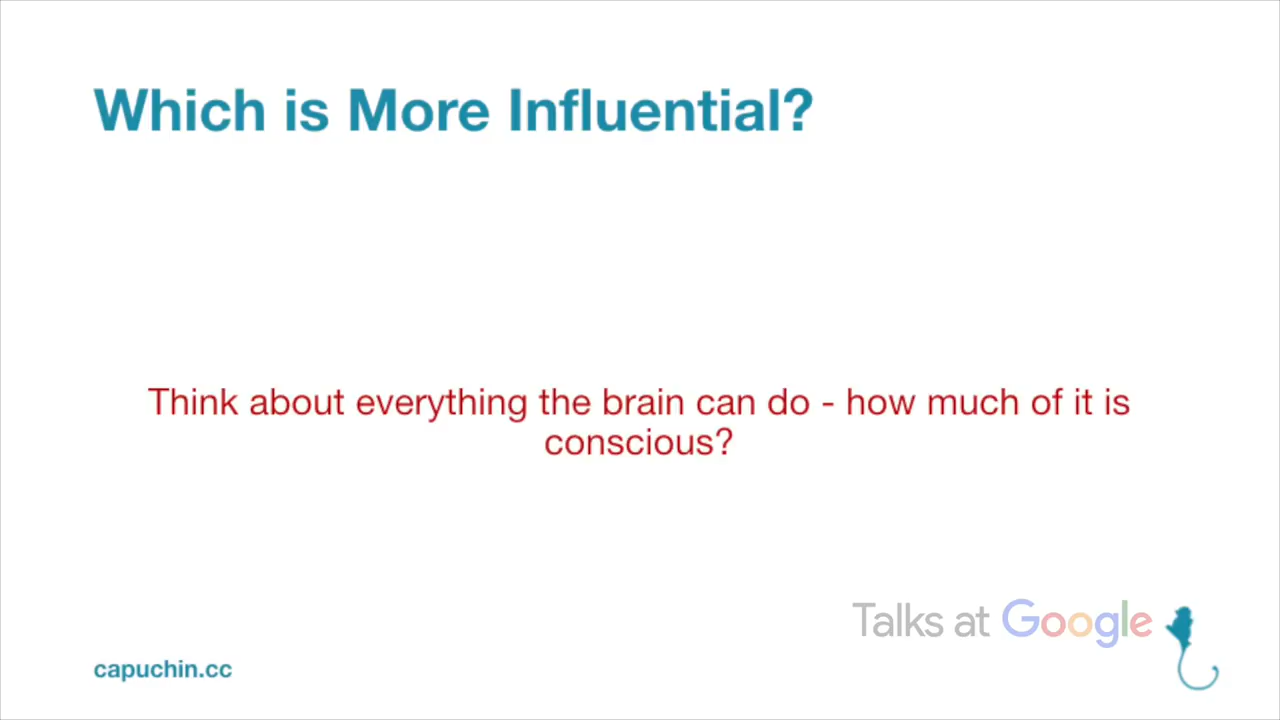 Which is More Influential?
Think about everything the brain can do - how much of it is
conscious?
Talks at Google
capuchin.cc